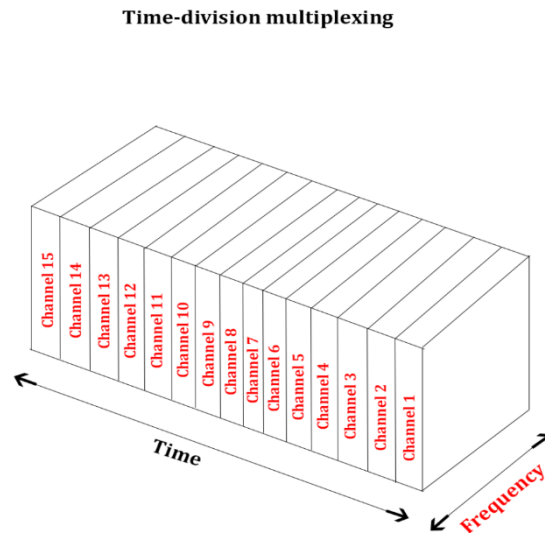 Time-division multiplexing
Channel 15
Channel 14
Channel 13
Channel 12
Channel 11
Channel 10
Channel 9
Channel 8
Channel 7
Channel 6
Channel 5
Channel 4
Channel 3
Channel 2
Channel 1
Time
Frequency